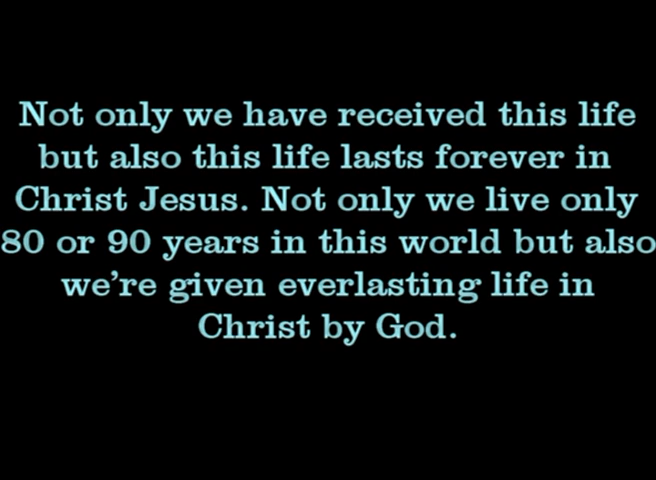 Not only we have received this life
but also this life lasts forever in
Christ Jesus. Not only we live only
80 or 90 years in this world but also
we're given everlasting life in
Christ by God.